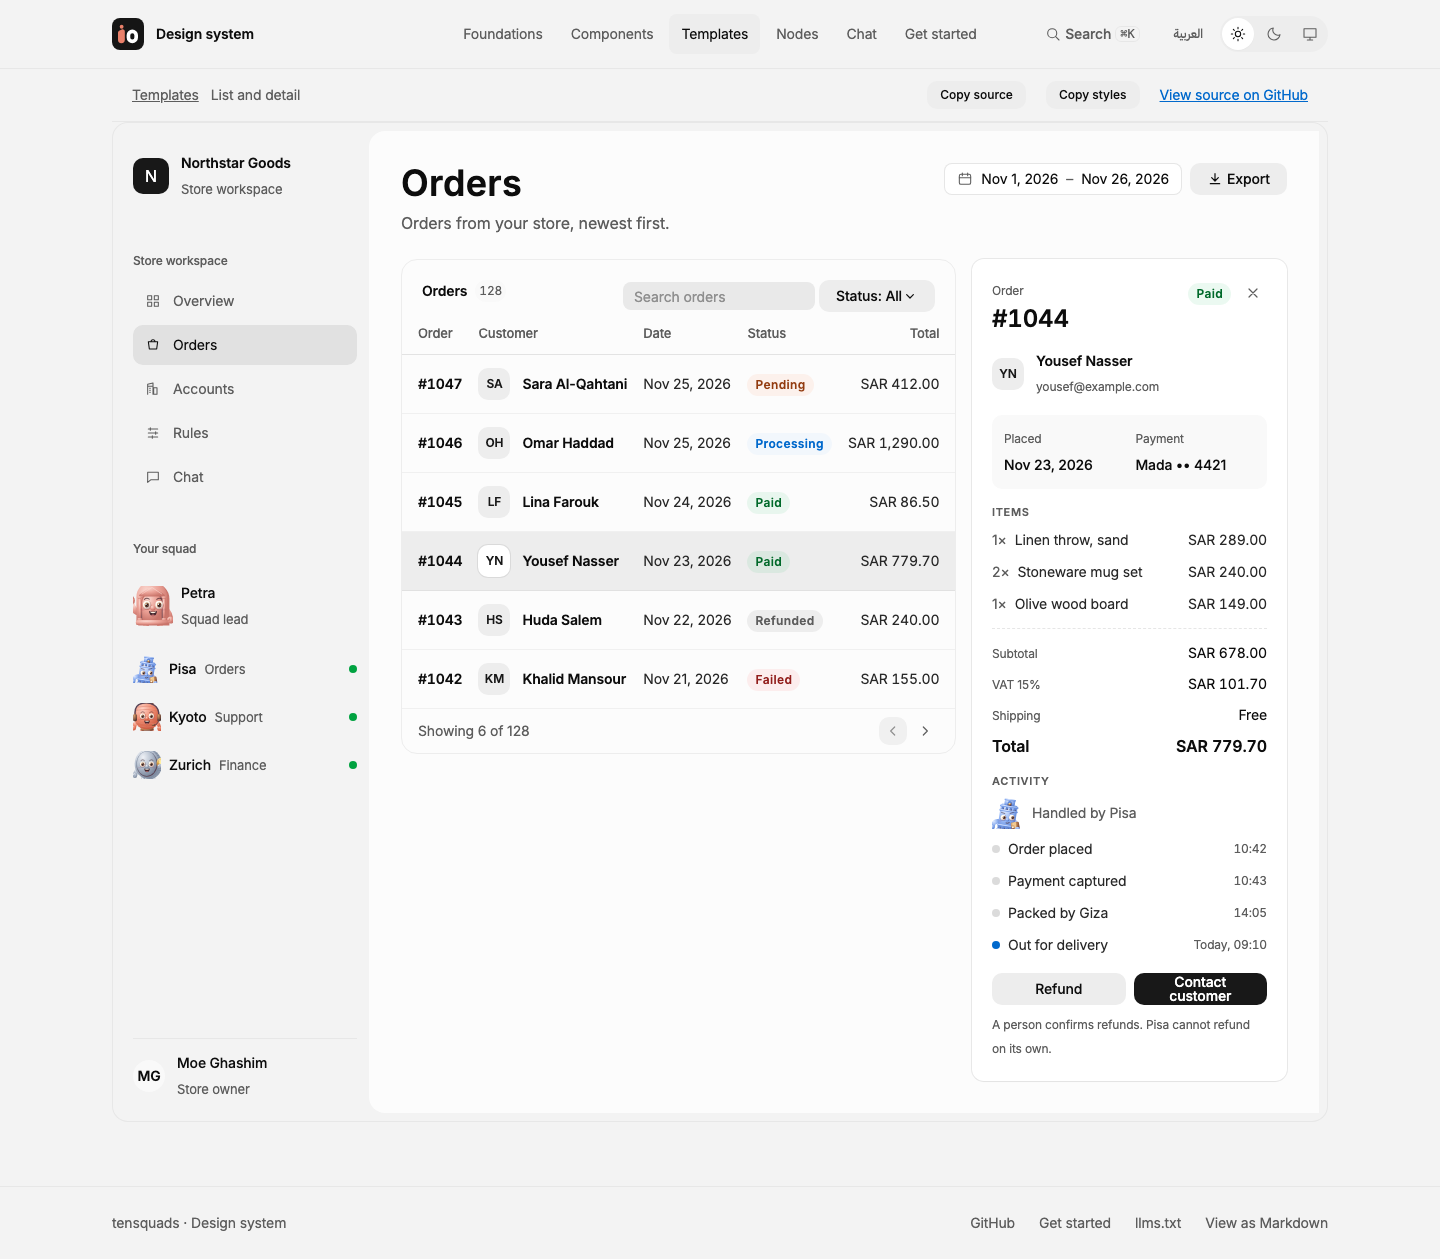 io
Design system
Foundations
Components
Templates
Nodes
Chat
Get started
Search ⌘K
العربية
Templates
List and detail
Copy source
Copy styles
View source on GitHub
N
Northstar Goods
Store workspace
Store workspace
Overview
Orders
Accounts
Rules
Chat
Your squad
Petra
Squad lead
Pisa Orders
Kyoto Support
Zurich Finance
MG
Moe Ghashim
Store owner
Orders
Orders from your store, newest first.
Nov 1, 2026 – Nov 26, 2026
Export
Orders 128
Search orders
Status: All
Order Customer Date Status Total
#1047 SA Sara Al-Qahtani Nov 25, 2026 Pending SAR 412.00
#1046 OH Omar Haddad Nov 25, 2026 Processing SAR 1,290.00
#1045 LF Lina Farouk Nov 24, 2026 Paid SAR 86.50
#1044 YN Yousef Nasser Nov 23, 2026 Paid SAR 779.70
#1043 HS Huda Salem Nov 22, 2026 Refunded SAR 240.00
#1042 KM Khalid Mansour Nov 21, 2026 Failed SAR 155.00
Showing 6 of 128
Order
Paid
#1044
YN
Yousef Nasser
yousef@example.com
Placed Payment
Nov 23, 2026 Mada •• 4421
ITEMS
1× Linen throw, sand SAR 289.00
2× Stoneware mug set SAR 240.00
1× Olive wood board SAR 149.00
Subtotal SAR 678.00
VAT 15% SAR 101.70
Shipping Free
Total SAR 779.70
ACTIVITY
Handled by Pisa
Order placed 10:42
Payment captured 10:43
Packed by Giza 14:05
Out for delivery Today, 09:10
Refund
Contact
customer
A person confirms refunds. Pisa cannot refund
on its own.
tensquads · Design system
GitHub
Get started
llms.txt
View as Markdown